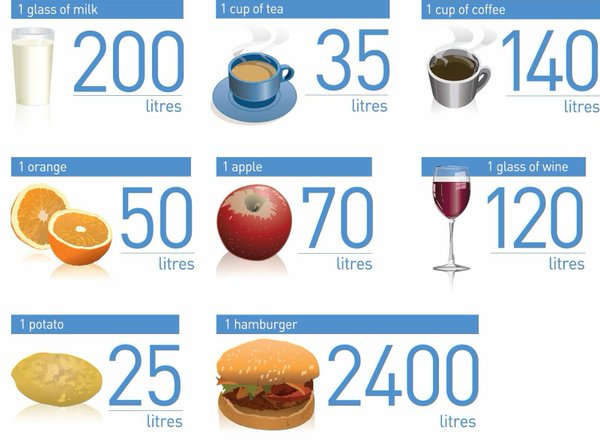 1 glass of milk
200
litres
1 cup of tea
35
litres
1 cup of coffee
140
litres
1 orange
50
litres
1 apple
70
litres
1 glass of wine
120
litres
1 potato
25
litres
1 hamburger
2400
litres